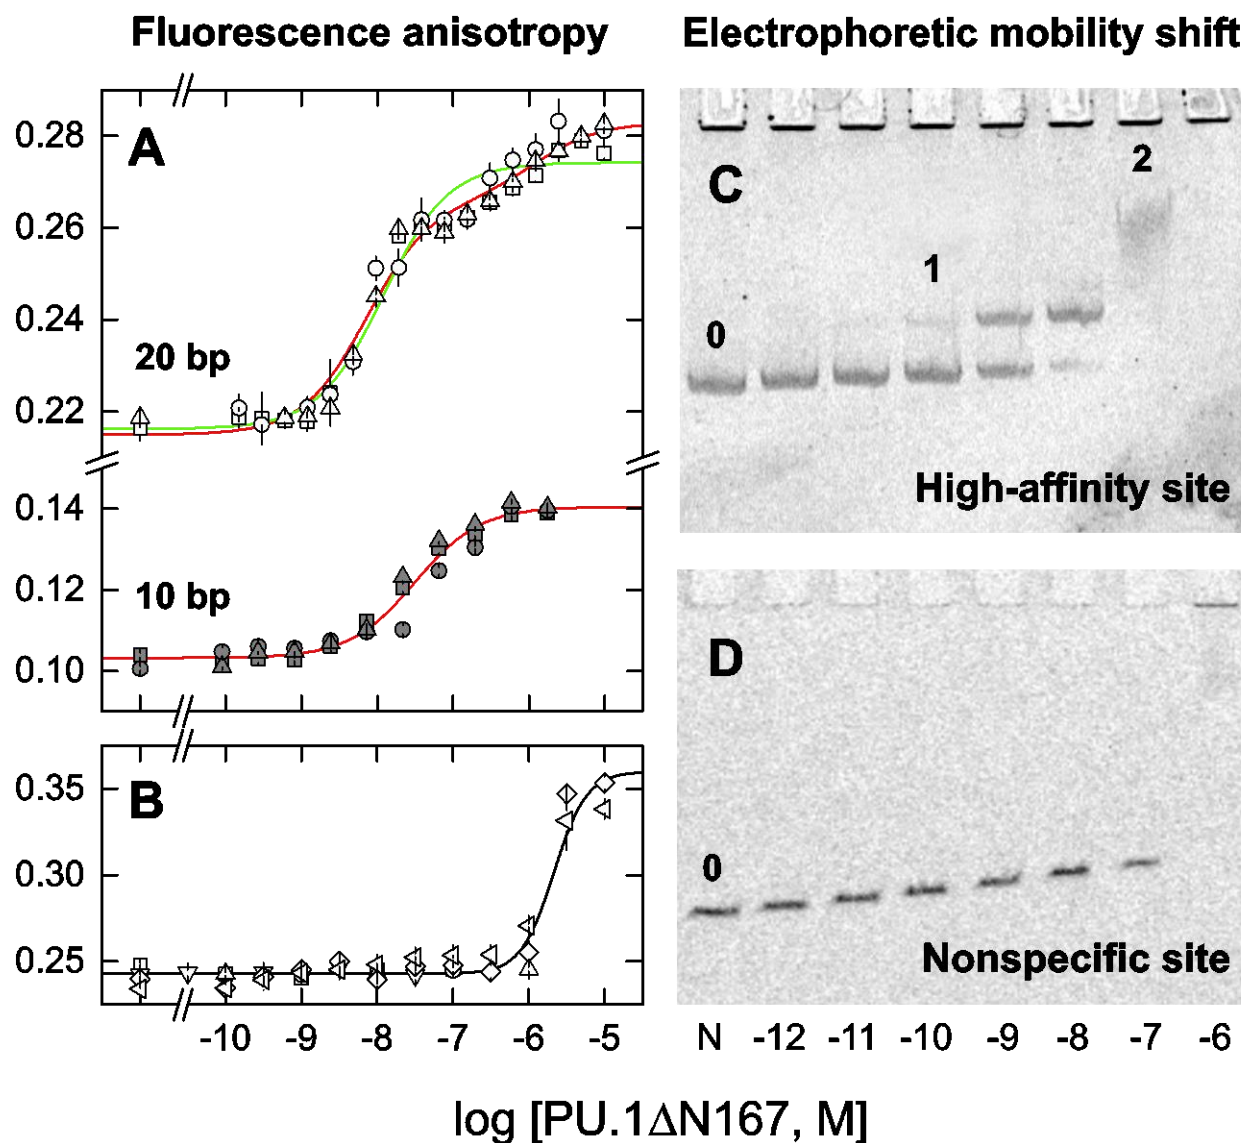 Fluorescence anisotropy
Electrophoretic mobility shift
A
0.28
0.26
0.24
0.22
20 bp
0.14
0.12
0.10
10 bp
B
0.35
0.30
0.25
-10 -9 -8 -7 -6 -5
C
0
1
2
High-affinity site
D
0
Nonspecific site
N -12 -11 -10 -9 -8 -7 -6
log [PU.1ΔN167, M]